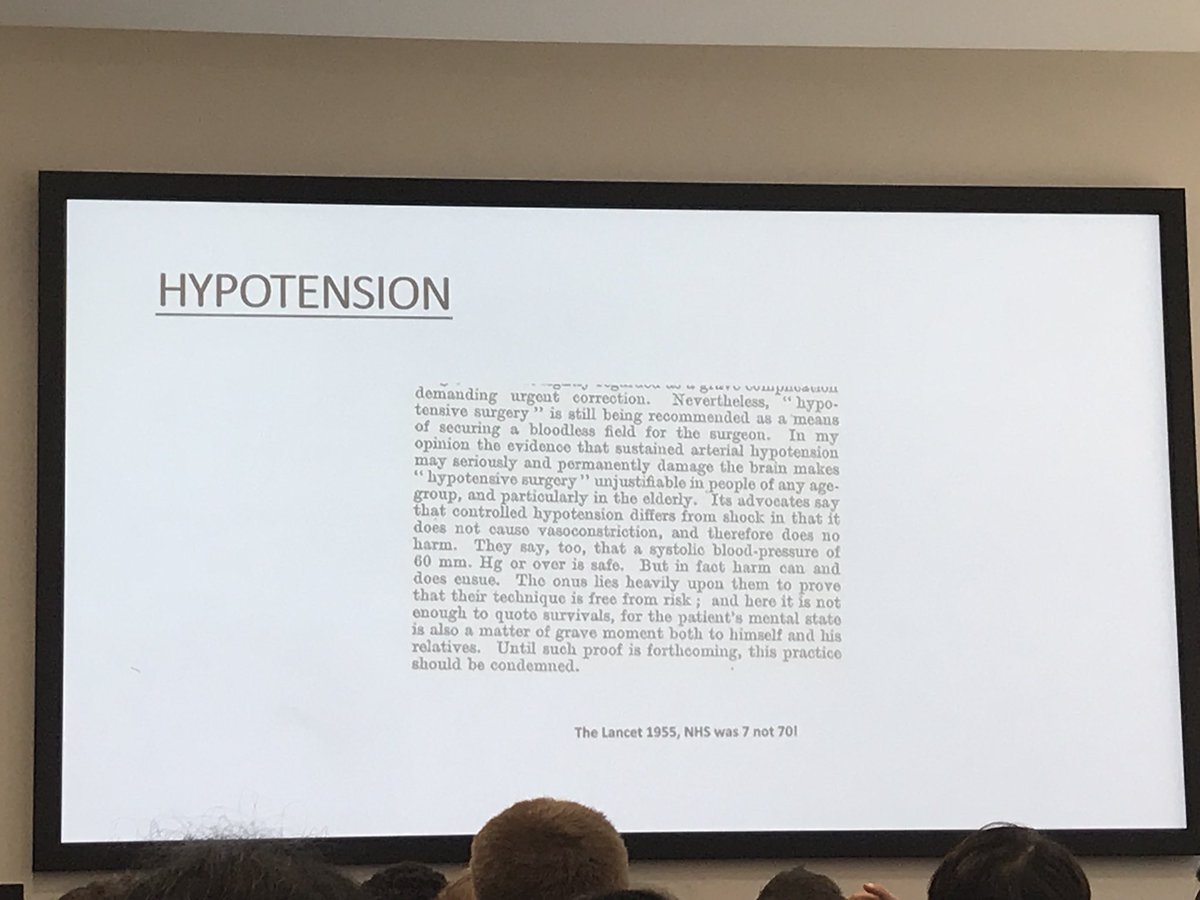 HYPOTENSION
as a grave complication
demanding urgent correction. Nevertheless, “ hypo-
tensive surgery ” is still being recommended as a means
of securing a bloodless field for the surgeon. In my
opinion the evidence that sustained arterial hypotension
may seriously and permanently damage the brain makes
“ hypotensive surgery ” unjustifiable in people of any age-
group, and particularly in the elderly. Its advocates say
that controlled hypotension differs from shock in that it
does not cause vasoconstriction, and therefore does no
harm. They say, too, that a systolic blood-pressure of
60 mm. Hg or over is safe. But in fact harm can and
does ensue. The onus lies heavily upon them to prove
that their technique is free from risk ; and here it is not
enough to quote survivals, for the patient's mental state
is also a matter of grave moment both to himself and his
relatives. Until such proof is forthcoming, this practice
should be condemned.
The Lancet 1955, NHS was 7 not 70!